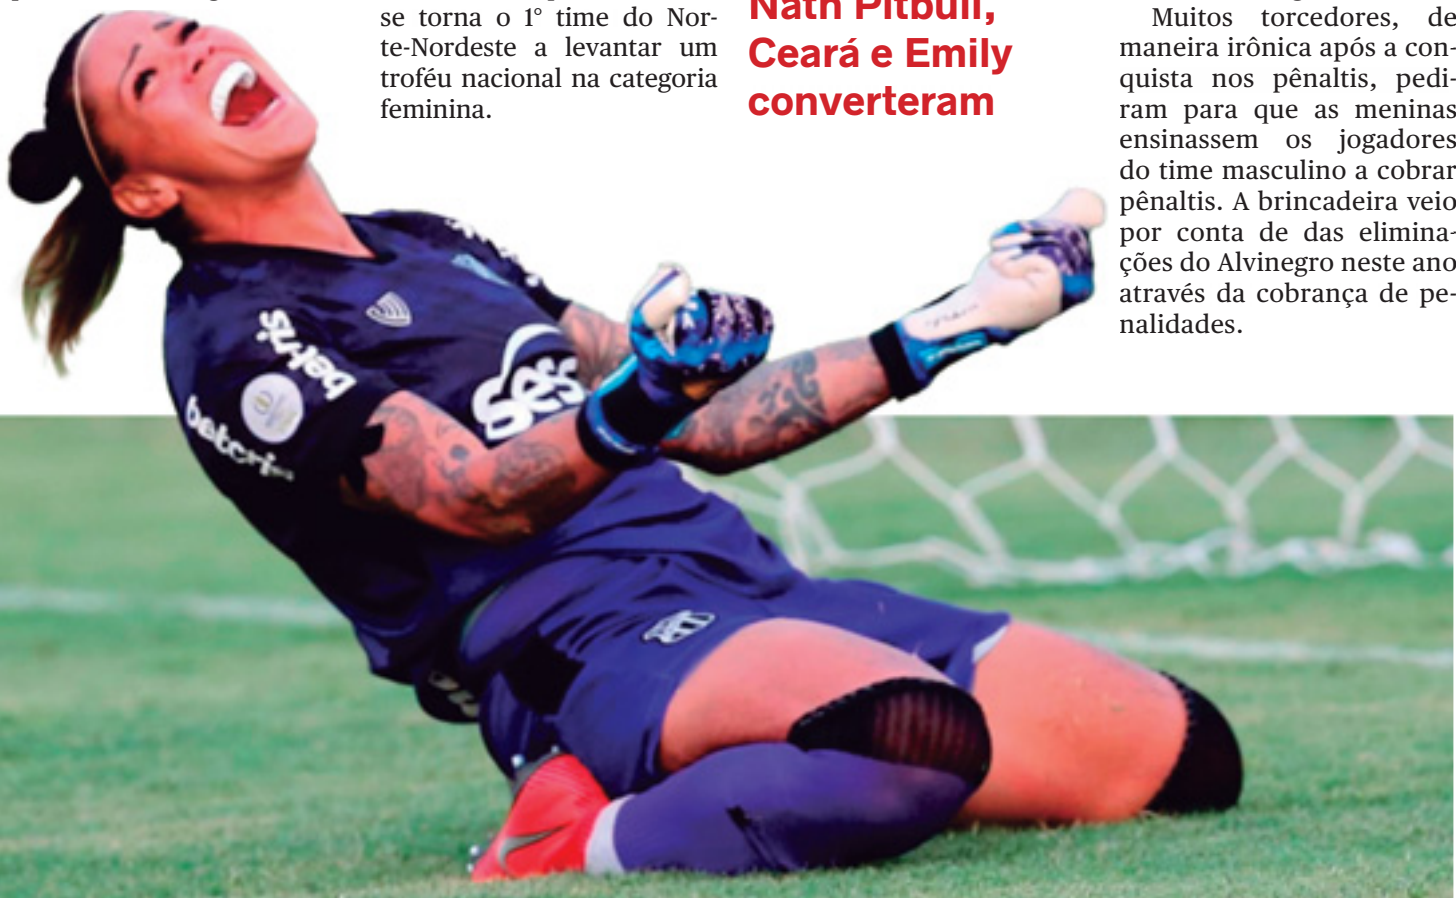 se torna o 1° time do Nor-
te-Nordeste a levantar um
troféu nacional na categoria
feminina.
Nath Pitbull,
Ceará e Emily
converteram
Muitos torcedores, de
maneira irônica após a con-
quista nos pênaltis, pedi-
ram para que as meninas
ensinassem os jogadores
do time masculino a cobrar
pênaltis. A brincadeira veio
por conta de das elimina-
ções do Alvinegro neste ano
através da cobrança de pe-
nalidades.